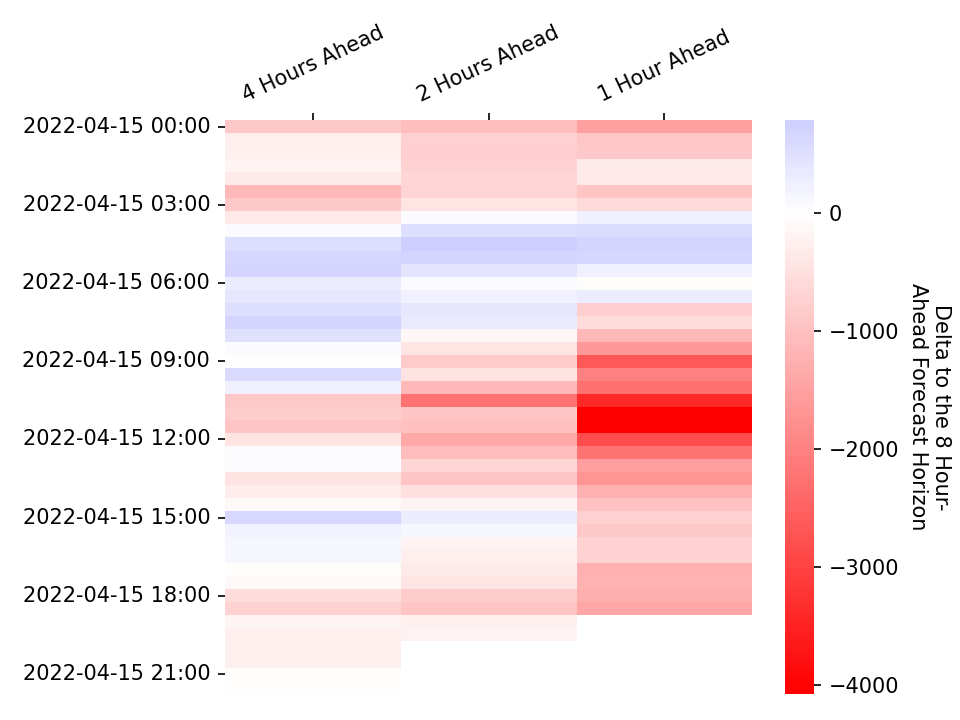 4 Hours Ahead
2 Hours Ahead
1 Hour Ahead
2022-04-15 00:00
2022-04-15 03:00
2022-04-15 06:00
2022-04-15 09:00
2022-04-15 12:00
2022-04-15 15:00
2022-04-15 18:00
2022-04-15 21:00
0
−1000
−2000
−3000
−4000
Delta to the 8 Hour-
Ahead Forecast Horizon